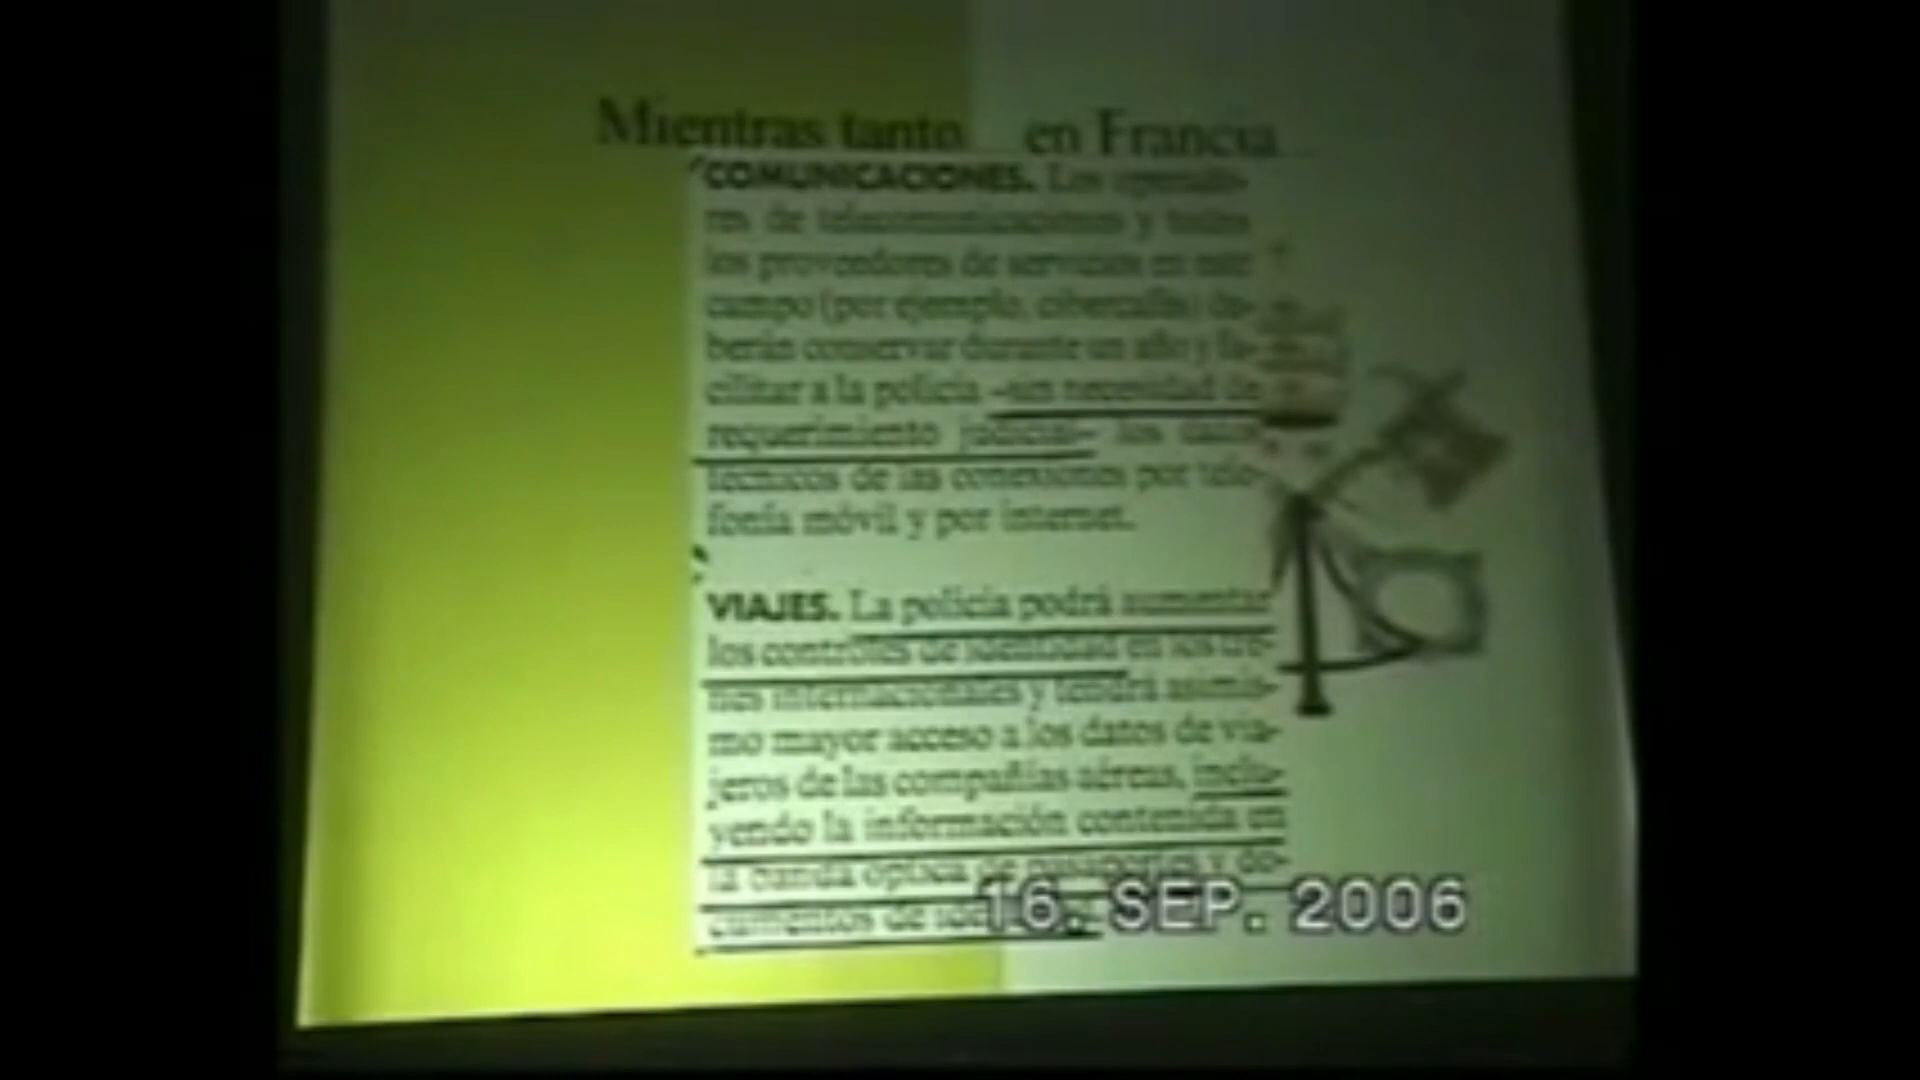 Mientras tanto en Francia
COMUNICACIONES. Los operado-
res de telecomunicaciones y todos
los proveedores de servicios en este
campo (por ejemplo, cibercafés) de-
berán conservar durante un año y fa-
cilitar a la policía -sin necesidad de
requerimiento judicial- los datos
técnicos de las conexiones por tele-
fonía móvil y por internet.
VIAJES. La policía podrá aumentar
los controles de identidad en los tre-
nes internacionales y tendrá asimis-
mo mayor acceso a los datos de via-
jeros de las compañías aéreas, inclu-
yendo la información contenida en
la banda óptica de pasaportes y do-
cumentos de
16. SEP. 2006